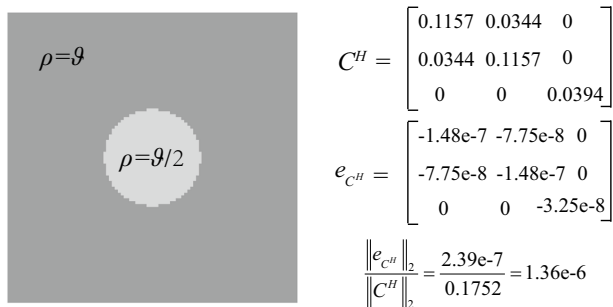 ρ=ϑ
ρ=ϑ/2
C^H = [0.1157 0.0344 0
0.0344 0.1157 0
0 0 0.0394]
e_{C^H} = [-1.48e-7 -7.75e-8 0
-7.75e-8 -1.48e-7 0
0 0 -3.25e-8]
‖e_{C^H}‖₂ / ‖C^H‖₂ = 2.39e-7 / 0.1752 = 1.36e-6